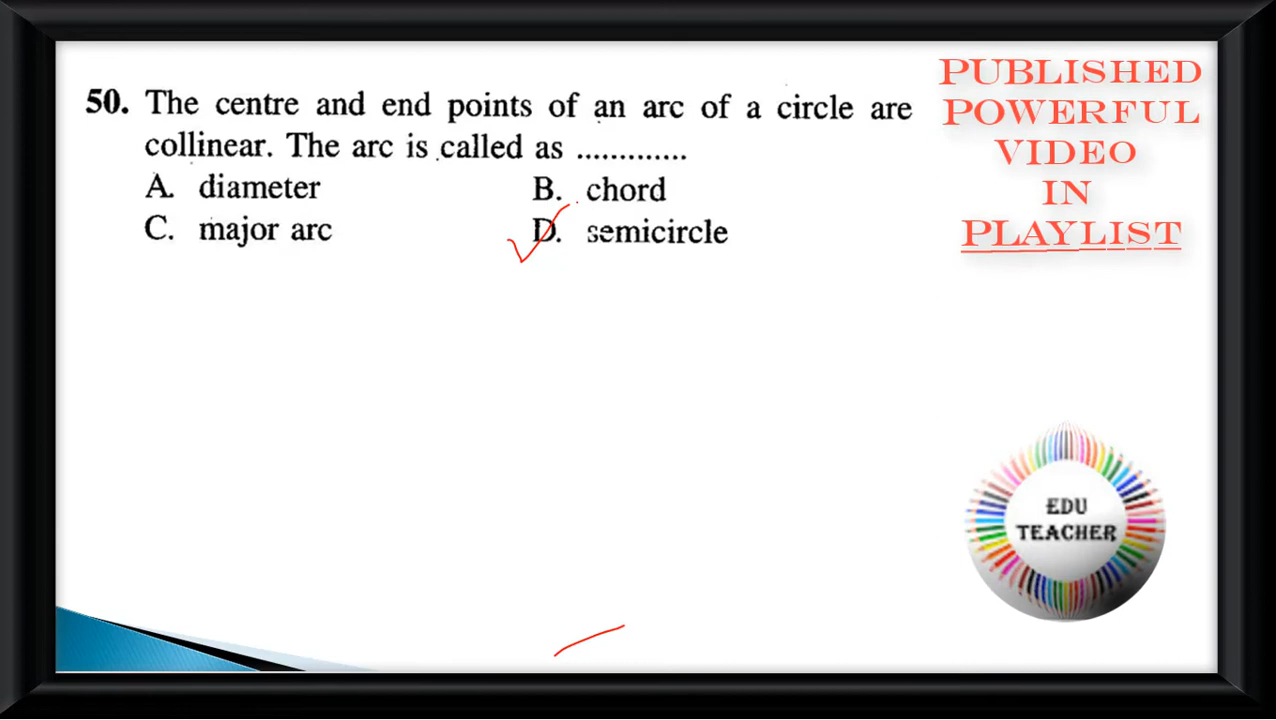 50. The centre and end points of an arc of a circle are
collinear. The arc is called as .............
A. diameter B. chord
C. major arc D. semicircle
PUBLISHED
POWERFUL
VIDEO
IN
PLAYLIST
EDU
TEACHER